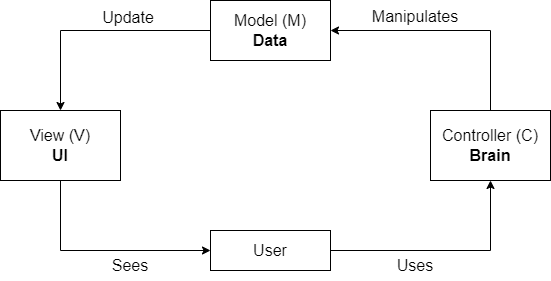 Update
Model (M)
Data
Manipulates
View (V)
UI
Controller (C)
Brain
User
Sees
Uses